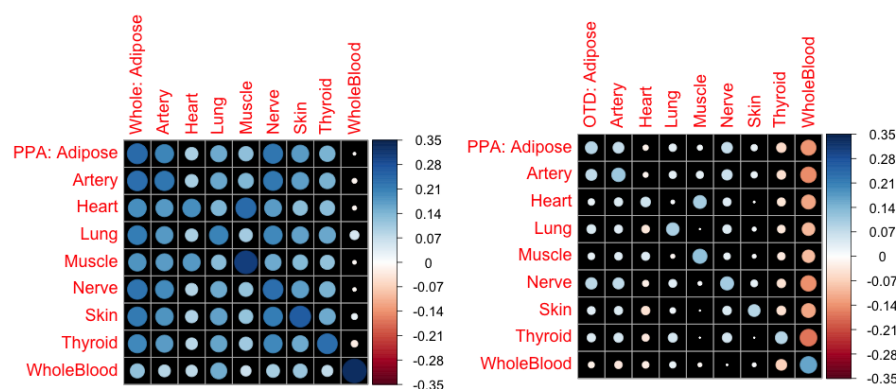 Whole: Adipose
Artery
Heart
Lung
Muscle
Nerve
Skin
Thyroid
WholeBlood
PPA: Adipose
Artery
Heart
Lung
Muscle
Nerve
Skin
Thyroid
WholeBlood
0.35
0.28
0.21
0.14
0.07
0
-0.07
-0.14
-0.21
-0.28
-0.35
OTD: Adipose
Artery
Heart
Lung
Muscle
Nerve
Skin
Thyroid
WholeBlood
PPA: Adipose
Artery
Heart
Lung
Muscle
Nerve
Skin
Thyroid
WholeBlood
0.35
0.28
0.21
0.14
0.07
0
-0.07
-0.14
-0.21
-0.28
-0.35